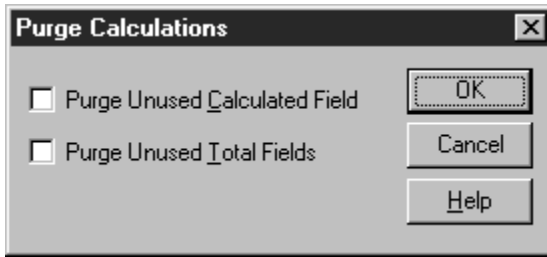 Purge Calculations
Purge Unused Calculated Field
OK
Purge Unused Total Fields
Cancel
Help